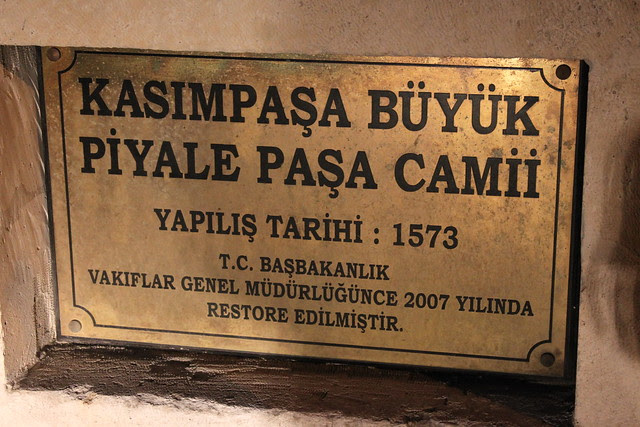 KASIMPAŞA BÜYÜK
PİYALE PAŞA CAMİİ
YAPILIŞ TARİHİ : 1573
T.C. BAŞBAKANLIK
VAKIFLAR GENEL MÜDÜRLÜĞÜNCE 2007 YILINDA
RESTORE EDİLMİŞTİR.